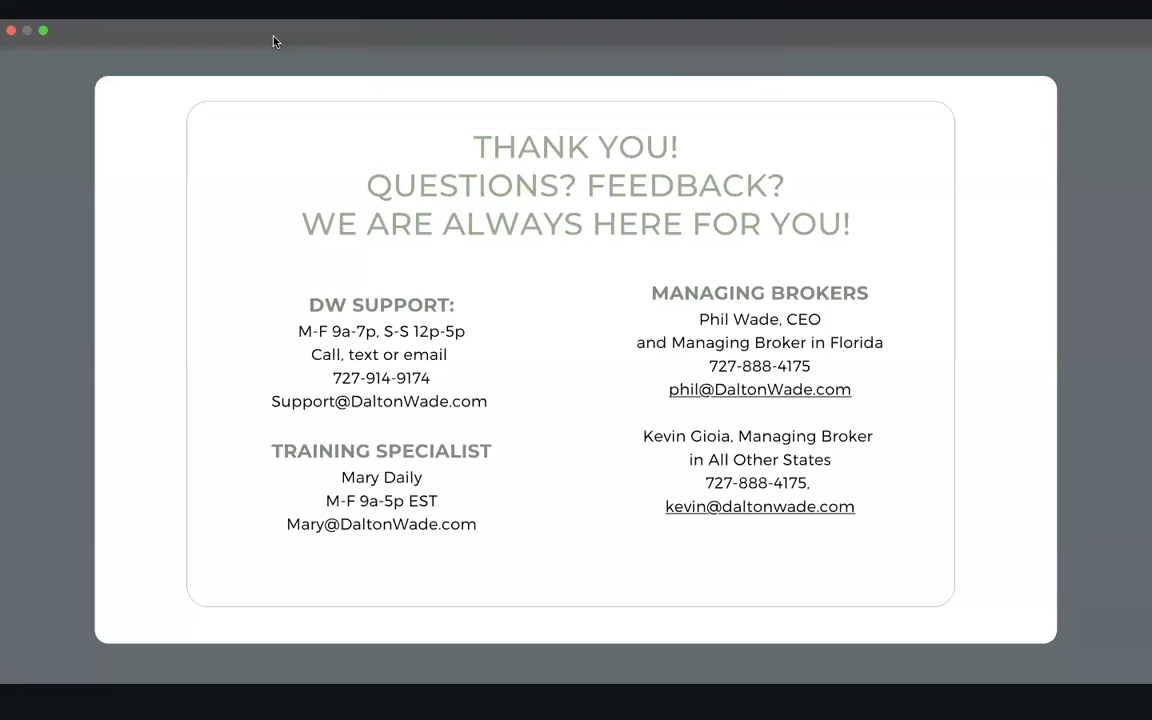 THANK YOU!
QUESTIONS? FEEDBACK?
WE ARE ALWAYS HERE FOR YOU!
DW SUPPORT:
M-F 9a-7p, S-S 12p-5p
Call, text or email
727-914-9174
Support@DaltonWade.com
TRAINING SPECIALIST
Mary Daily
M-F 9a-5p EST
Mary@DaltonWade.com
MANAGING BROKERS
Phil Wade, CEO
and Managing Broker in Florida
727-888-4175
phil@DaltonWade.com
Kevin Gioia, Managing Broker
in All Other States
727-888-4175,
kevin@daltonwade.com